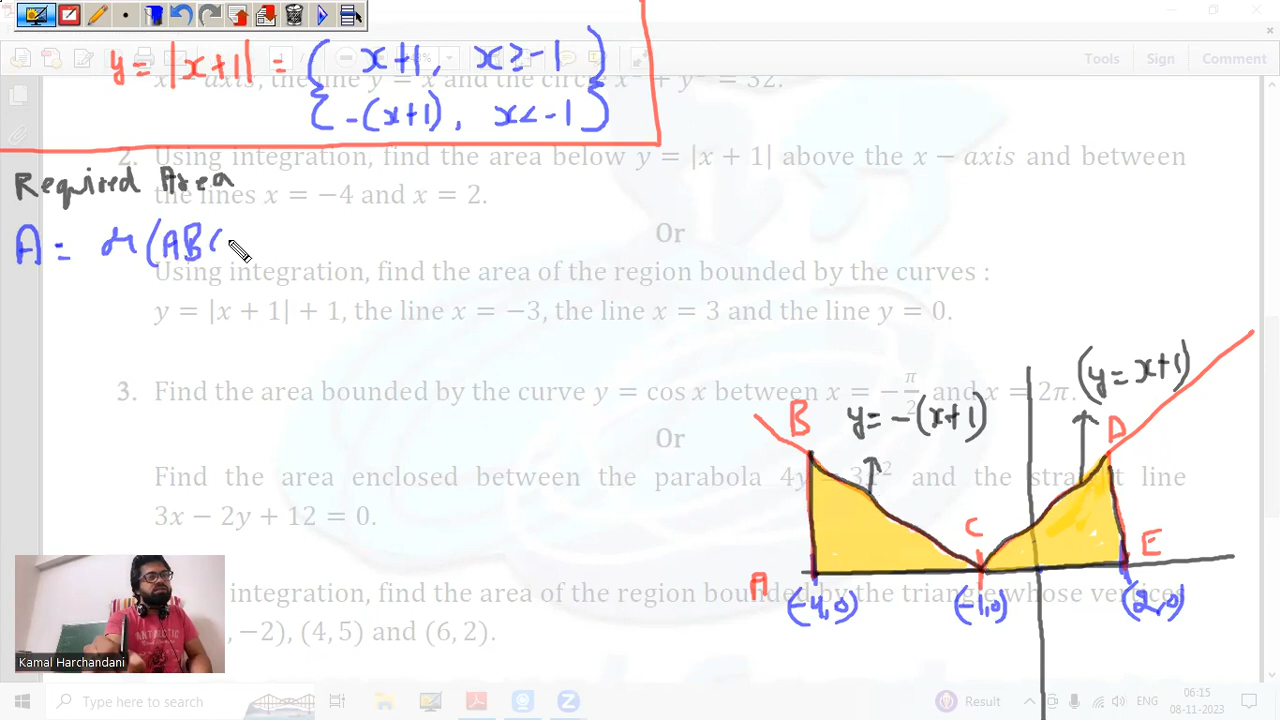 Tools Sign Comment
y = |x+1| = { x+1, x ≥ -1 }
{ -(x+1), x < -1 }
x − axis, the line y = x and the circle x² + y² = 32.
2. Using integration, find the area below y = |x + 1| above the x − axis and between
the lines x = −4 and x = 2.
Required Area
Or
A = ar(ABC
Using integration, find the area of the region bounded by the curves :
y = |x + 1| + 1, the line x = −3, the line x = 3 and the line y = 0.
(y = x+1)
3. Find the area bounded by the curve y = cos x between x = −π/2 and x = 2π.
B y = -(x+1) D
Or
Find the area enclosed between the parabola 4y = 3x² and the straight line
3x − 2y + 12 = 0.
C E
A (-4,0) (-1,0) (2,0)
integration, find the area of the region bounded by the triangle whose vertices
, −2), (4, 5) and (6, 2).
Kamal Harchandani
Type here to search
Result
ENG
06:15
08-11-2023